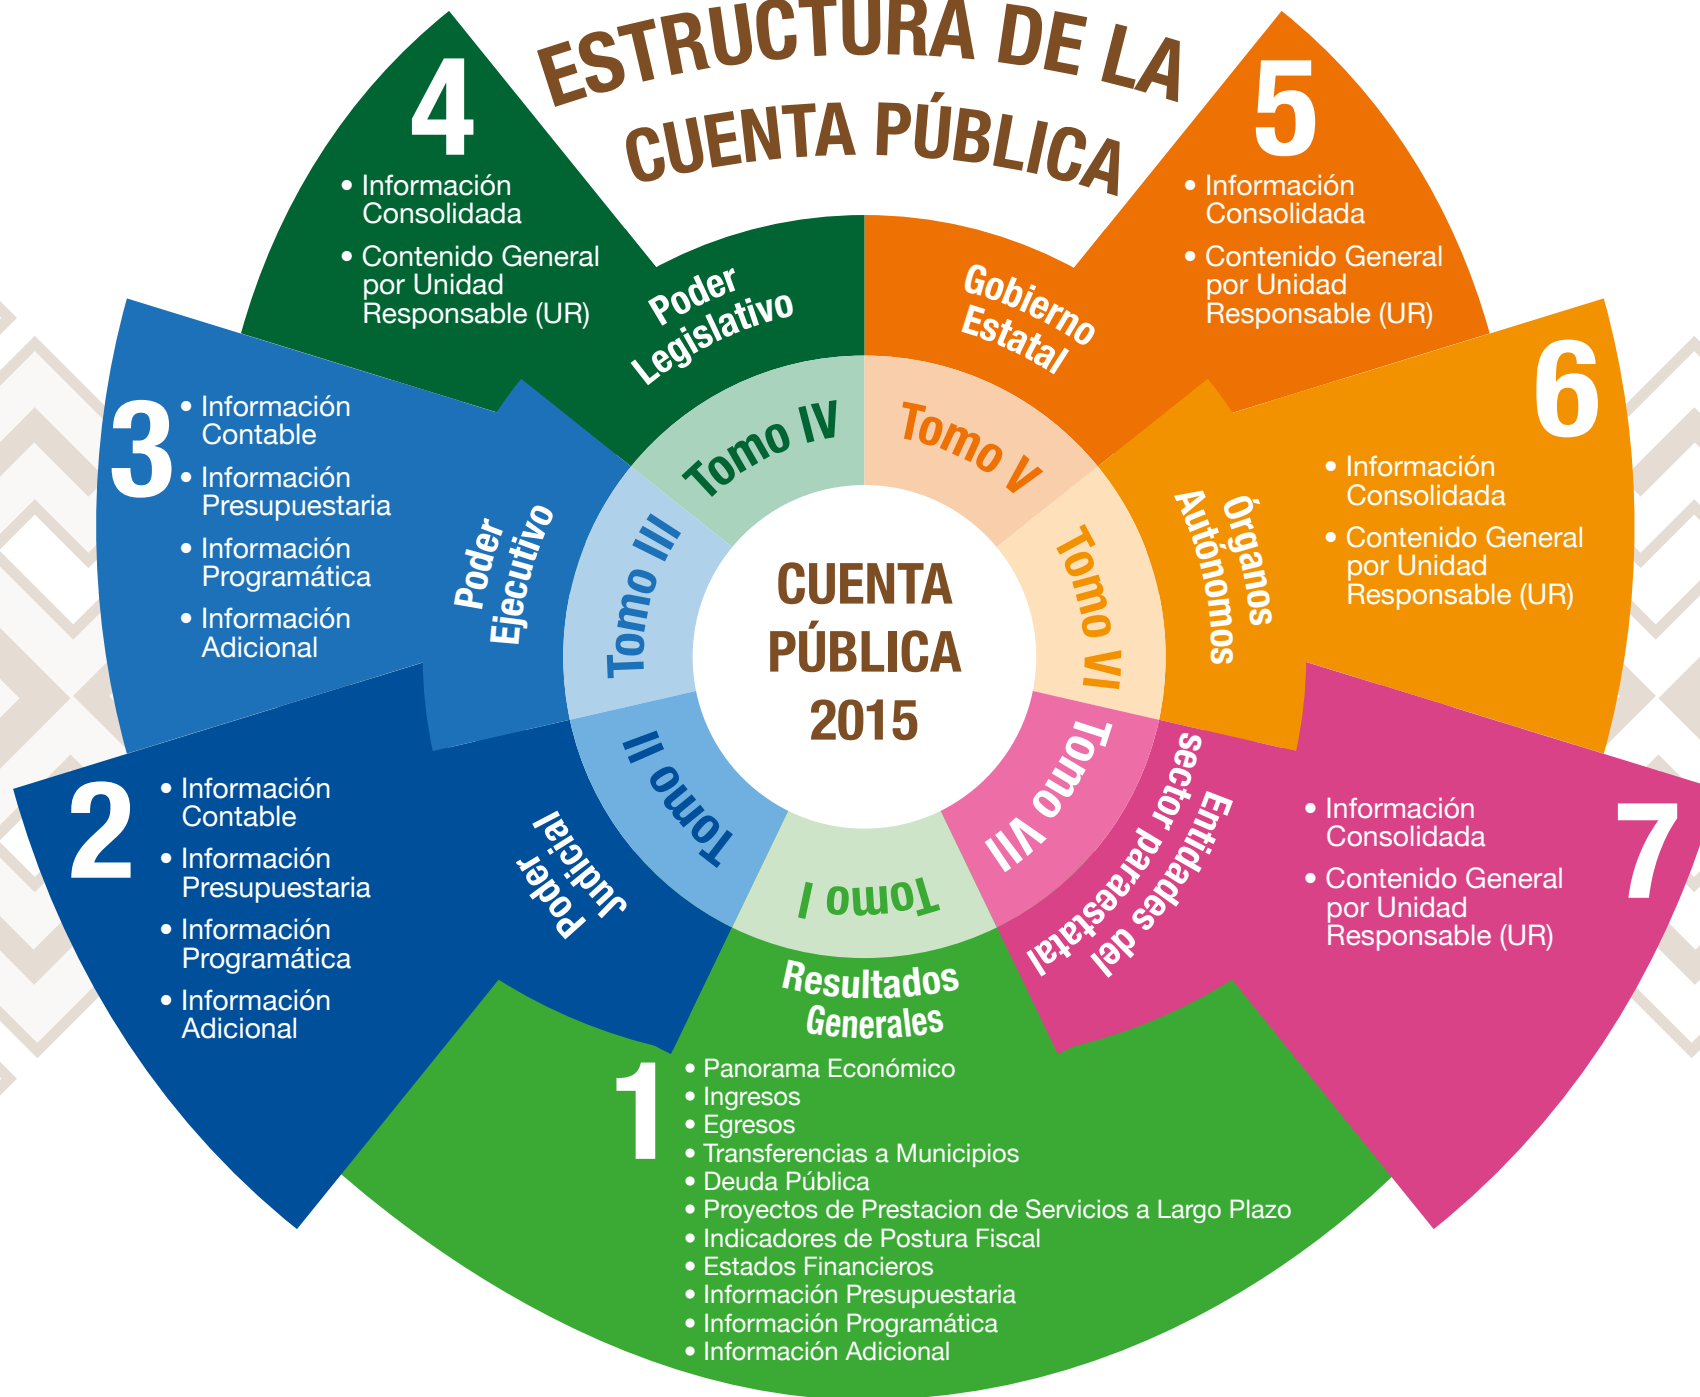 ESTRUCTURA DE LA
CUENTA PÚBLICA
CUENTA
PÚBLICA
2015
1
Tomo I
Resultados
Generales
• Panorama Económico
• Ingresos
• Egresos
• Transferencias a Municipios
• Deuda Pública
• Proyectos de Prestacion de Servicios a Largo Plazo
• Indicadores de Postura Fiscal
• Estados Financieros
• Información Presupuestaria
• Información Programática
• Información Adicional
2
Tomo II
Poder
Judicial
• Información
Contable
• Información
Presupuestaria
• Información
Programática
• Información
Adicional
3
Tomo III
Poder
Ejecutivo
• Información
Contable
• Información
Presupuestaria
• Información
Programática
• Información
Adicional
4
Tomo IV
Poder
Legislativo
• Información
Consolidada
• Contenido General
por Unidad
Responsable (UR)
5
Tomo V
Gobierno
Estatal
• Información
Consolidada
• Contenido General
por Unidad
Responsable (UR)
6
Tomo VI
Órganos
Autónomos
• Información
Consolidada
• Contenido General
por Unidad
Responsable (UR)
7
Tomo VII
Entidades del
sector paraestatal
• Información
Consolidada
• Contenido General
por Unidad
Responsable (UR)